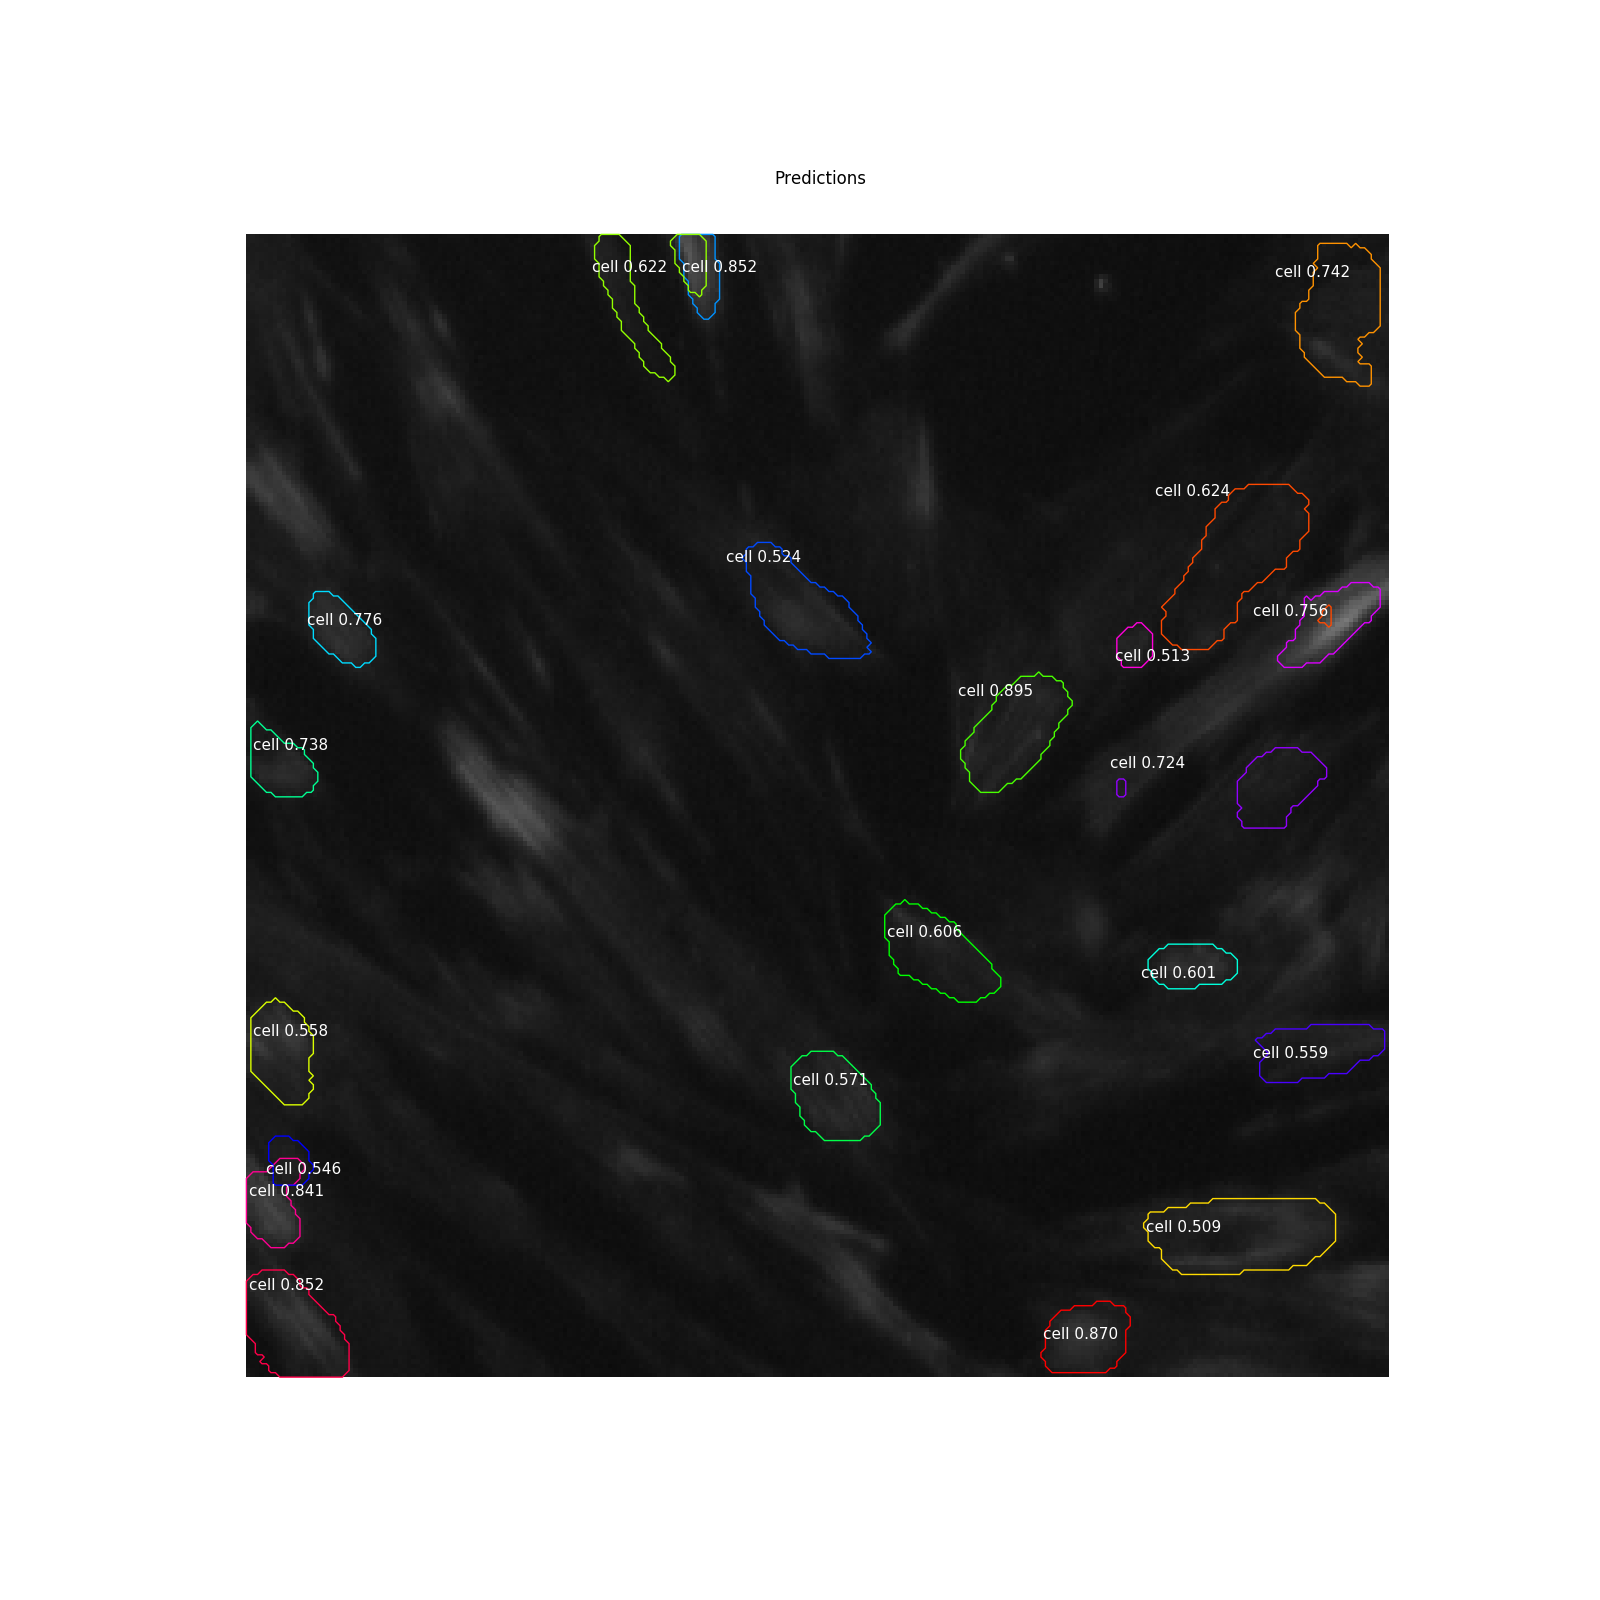 Predictions
cell 0.622
cell 0.852
cell 0.742
cell 0.624
cell 0.524
cell 0.756
cell 0.776
cell 0.513
cell 0.895
cell 0.738
cell 0.724
cell 0.606
cell 0.601
cell 0.558
cell 0.559
cell 0.571
cell 0.546
cell 0.841
cell 0.509
cell 0.852
cell 0.870